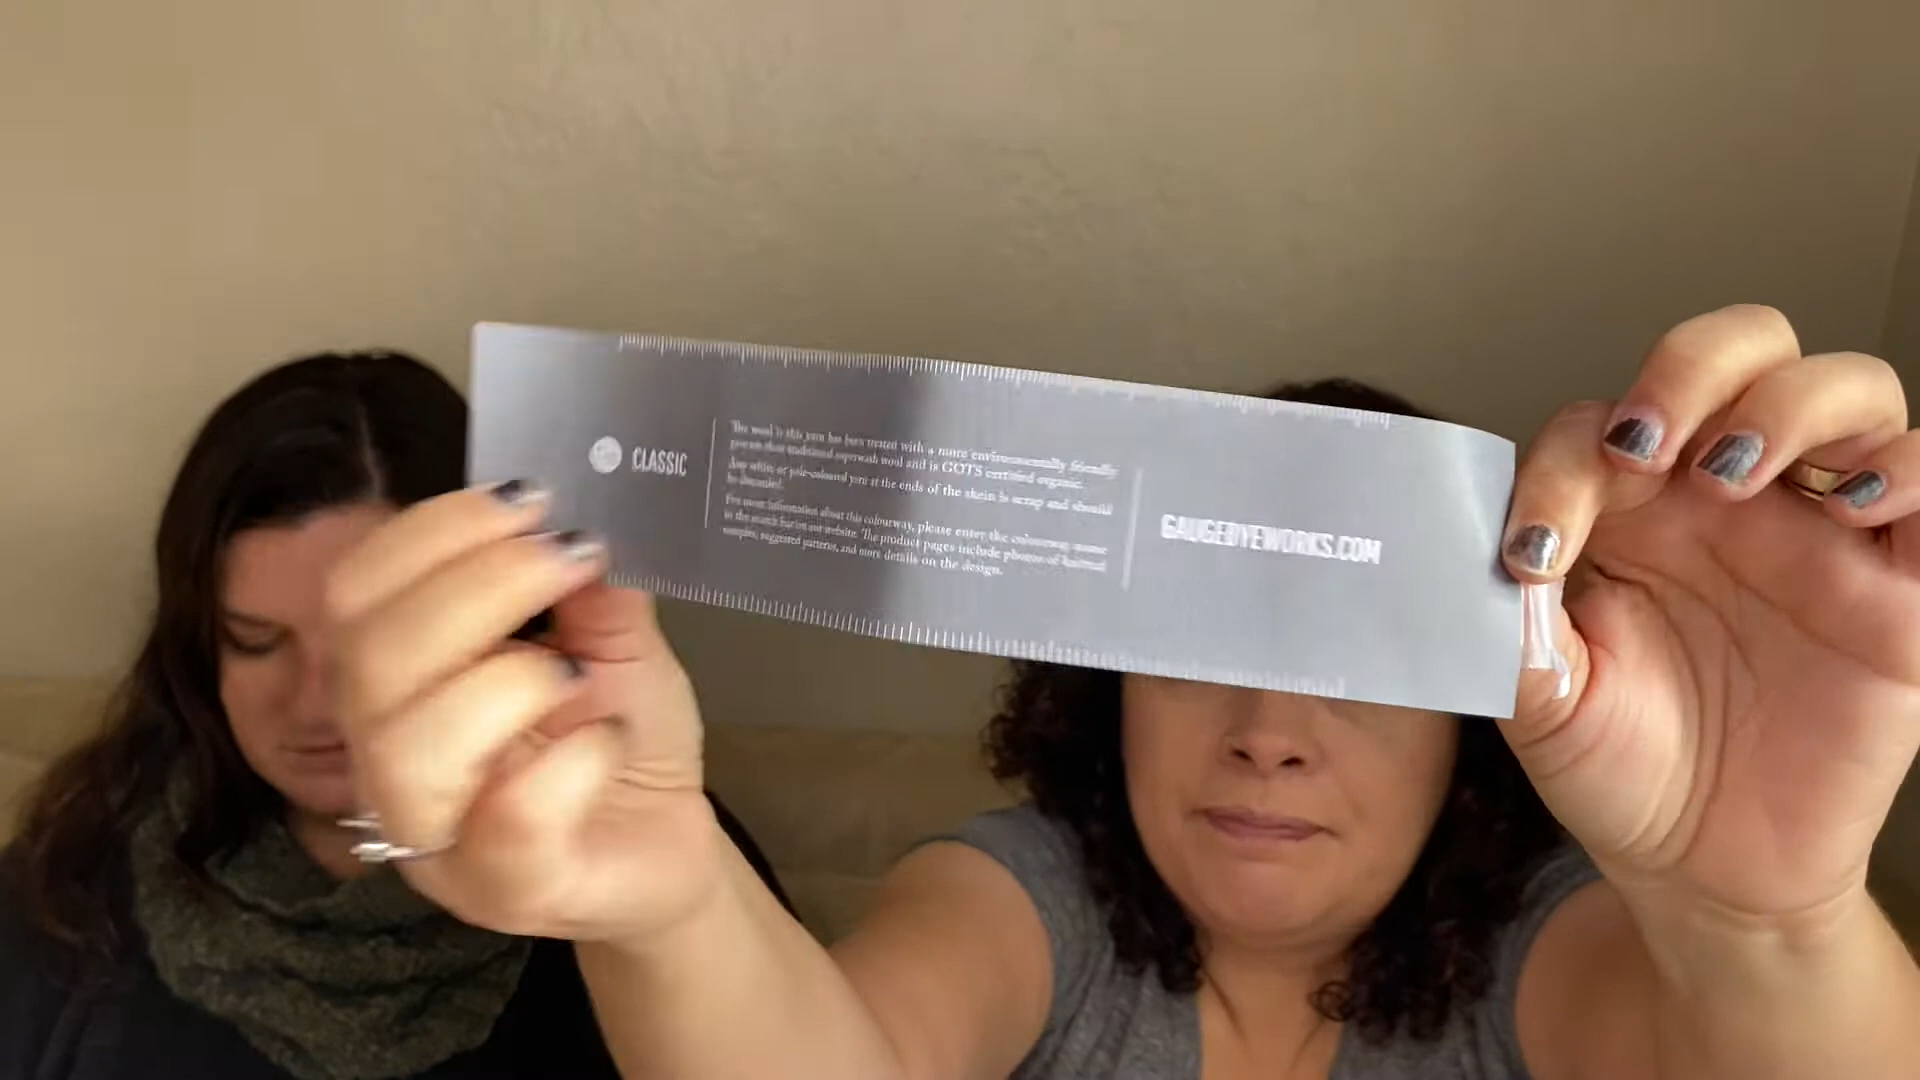 CLASSIC
The wool in this yarn has been treated with a more environmentally friendly
process than traditional superwash wool and is GOTS certified organic.
Any white or pale-coloured yarn at the ends of the skein is scrap and should
be discarded.
For more information about this colourway, please enter the colourway name
in the search bar on our website. The product pages include photos of knitted
samples, suggested patterns, and more details on the design.
GAUGEDYEWORKS.COM